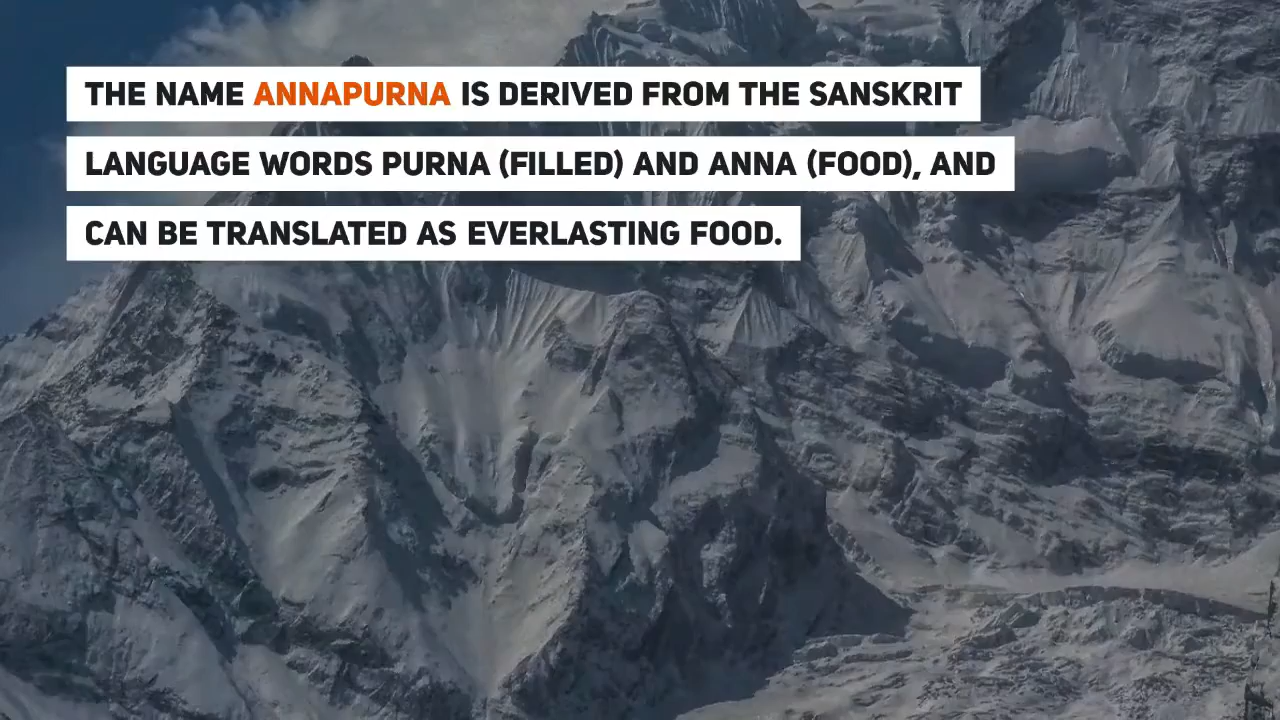 THE NAME ANNAPURNA IS DERIVED FROM THE SANSKRIT
LANGUAGE WORDS PURNA (FILLED) AND ANNA (FOOD), AND
CAN BE TRANSLATED AS EVERLASTING FOOD.